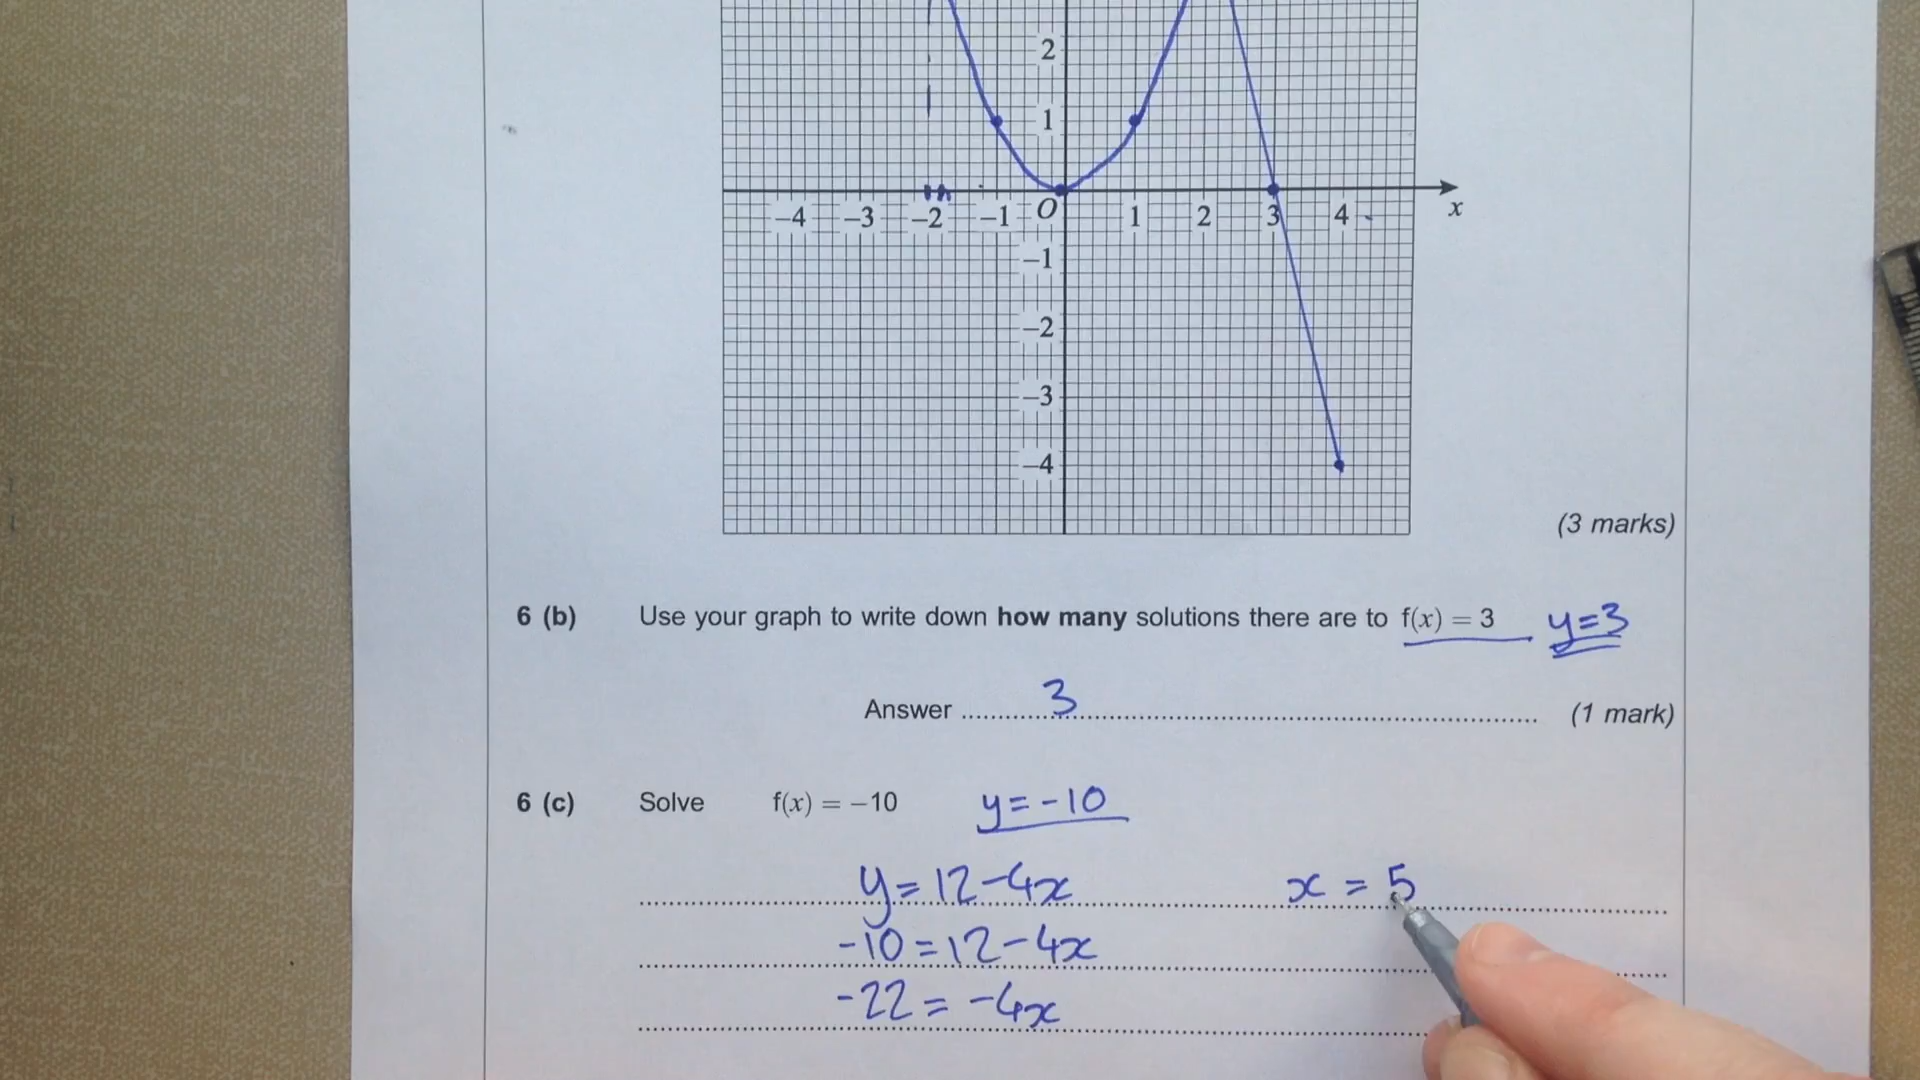 2
1
−4 −3 −2 −1 O 1 2 3 4 x
−1
−2
−3
−4
(3 marks)
6 (b) Use your graph to write down how many solutions there are to f(x) = 3 y=3
Answer 3 (1 mark)
6 (c) Solve f(x) = −10 y=-10
y=12-4x x = 5
-10=12-4x
-22=-4x